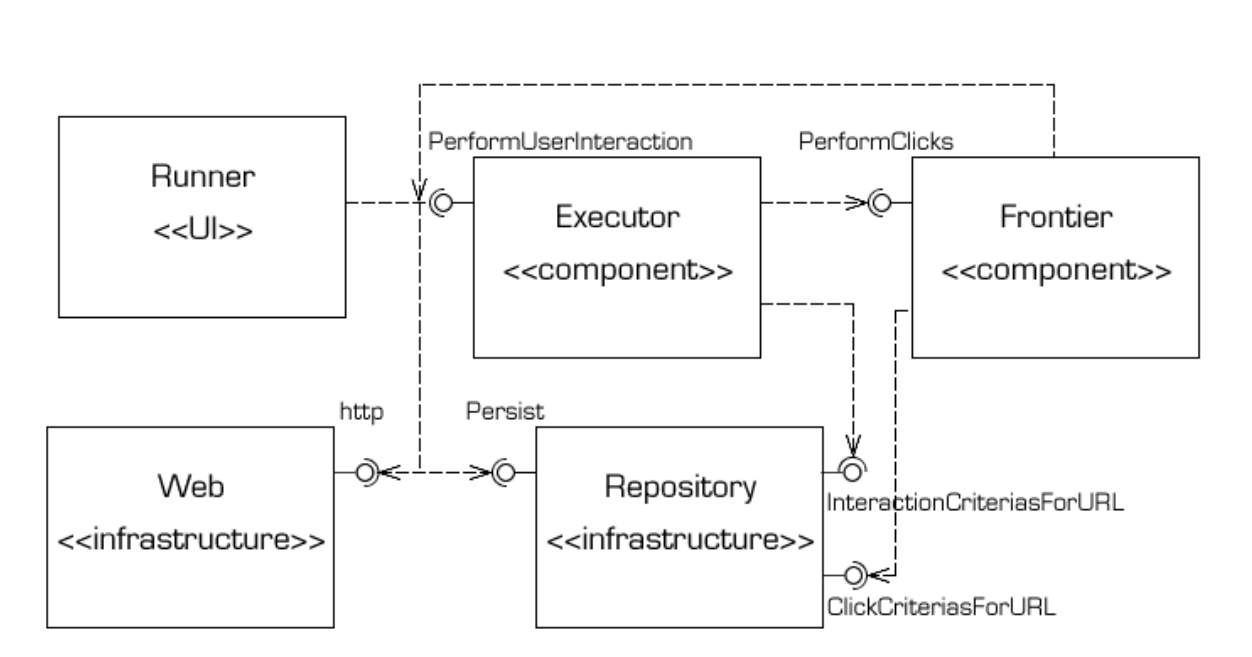 PerformUserInteraction
PerformClicks
Runner
<<UI>>
Executor
<<component>>
Frontier
<<component>>
http
Persist
Web
<<infrastructure>>
Repository
<<infrastructure>>
InteractionCriteriasForURL
ClickCriteriasForURL